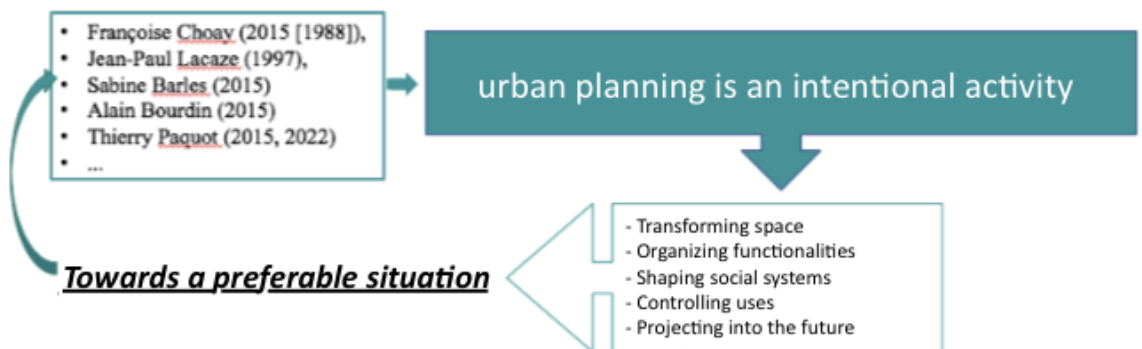 • Françoise Choay (2015 [1988]),
• Jean-Paul Lacaze (1997),
• Sabine Barles (2015)
• Alain Bourdin (2015)
• Thierry Paquot (2015, 2022)
• ...
urban planning is an intentional activity
- Transforming space
- Organizing functionalities
- Shaping social systems
- Controlling uses
- Projecting into the future
Towards a preferable situation